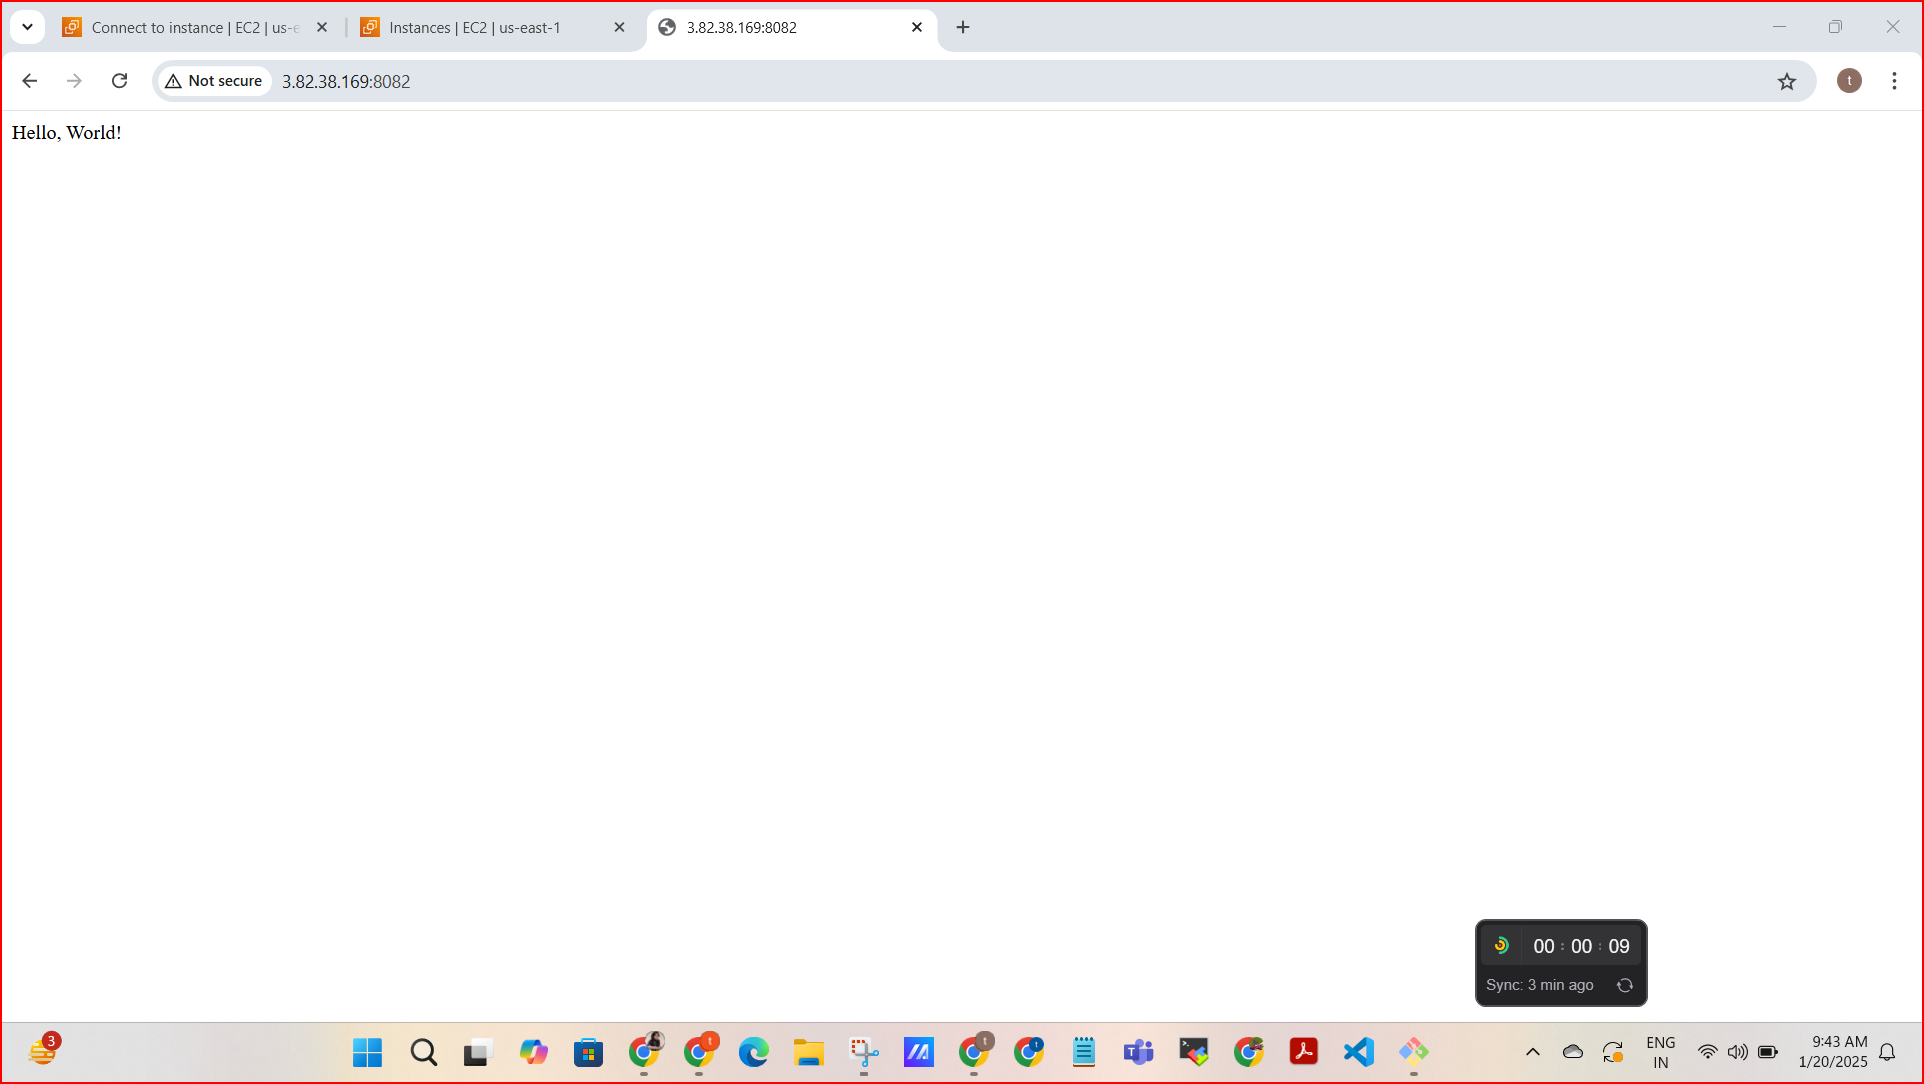 Connect to instance | EC2 | us-e
Instances | EC2 | us-east-1
3.82.38.169:8082
Not secure
3.82.38.169:8082
t
Hello, World!
00 : 00 : 09
Sync: 3 min ago
3
t
t
t
ENG
IN
9:43 AM
1/20/2025